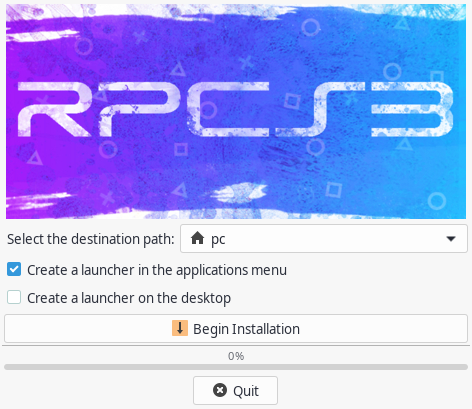 RPCS3
Select the destination path: pc
Create a launcher in the applications menu
Create a launcher on the desktop
Begin Installation
0%
Quit